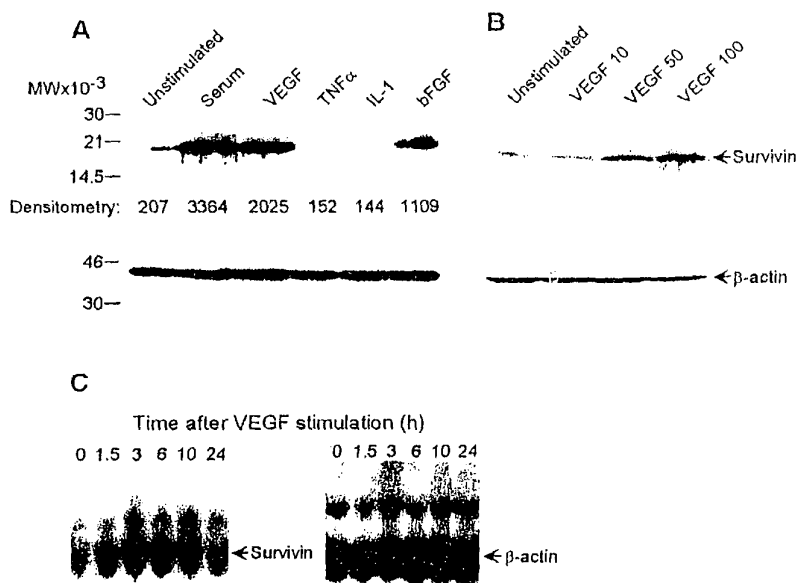 A
Unstimulated
Serum
VEGF
TNFα
IL-1
bFGF
MWx10-3
30
21
14.5
Densitometry: 207 3364 2025 152 144 1109
46
30
B
Unstimulated
VEGF 10
VEGF 50
VEGF 100
Survivin
β-actin
C
Time after VEGF stimulation (h)
0 1.5 3 6 10 24
Survivin
0 1.5 3 6 10 24
β-actin